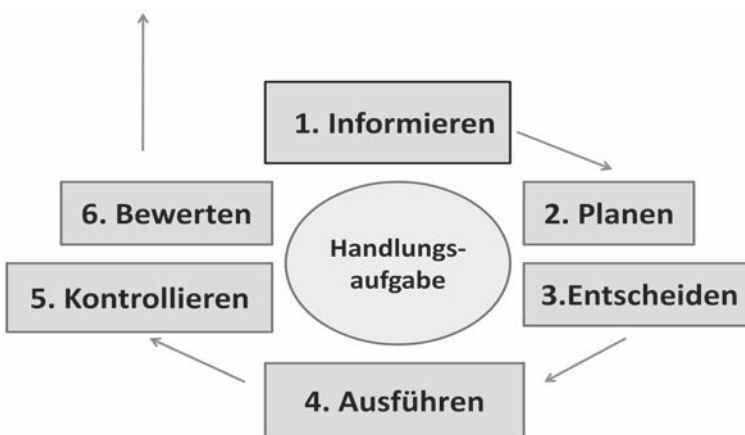 1. Informieren
2. Planen
3.Entscheiden
4. Ausführen
5. Kontrollieren
6. Bewerten
Handlungs-
aufgabe